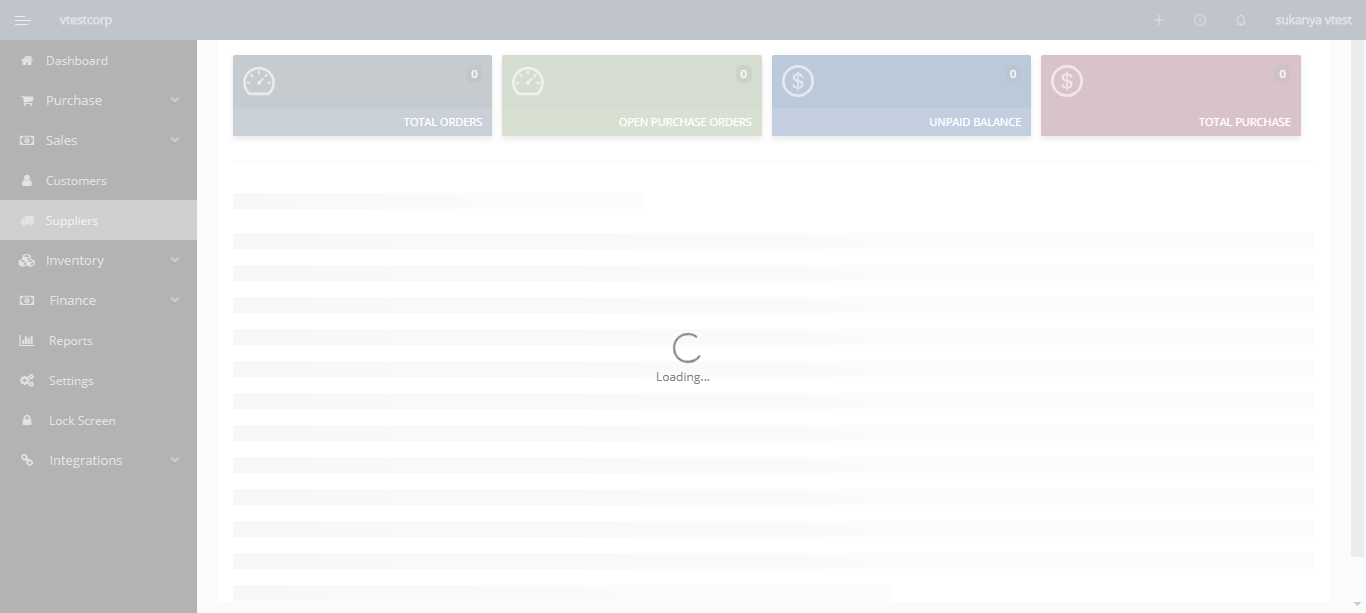 vtestcorp
sukanya vtest
Dashboard
Purchase
Sales
Customers
Suppliers
Inventory
Finance
Reports
Settings
Lock Screen
Integrations
0
TOTAL ORDERS
0
OPEN PURCHASE ORDERS
0
UNPAID BALANCE
0
TOTAL PURCHASE
Loading...